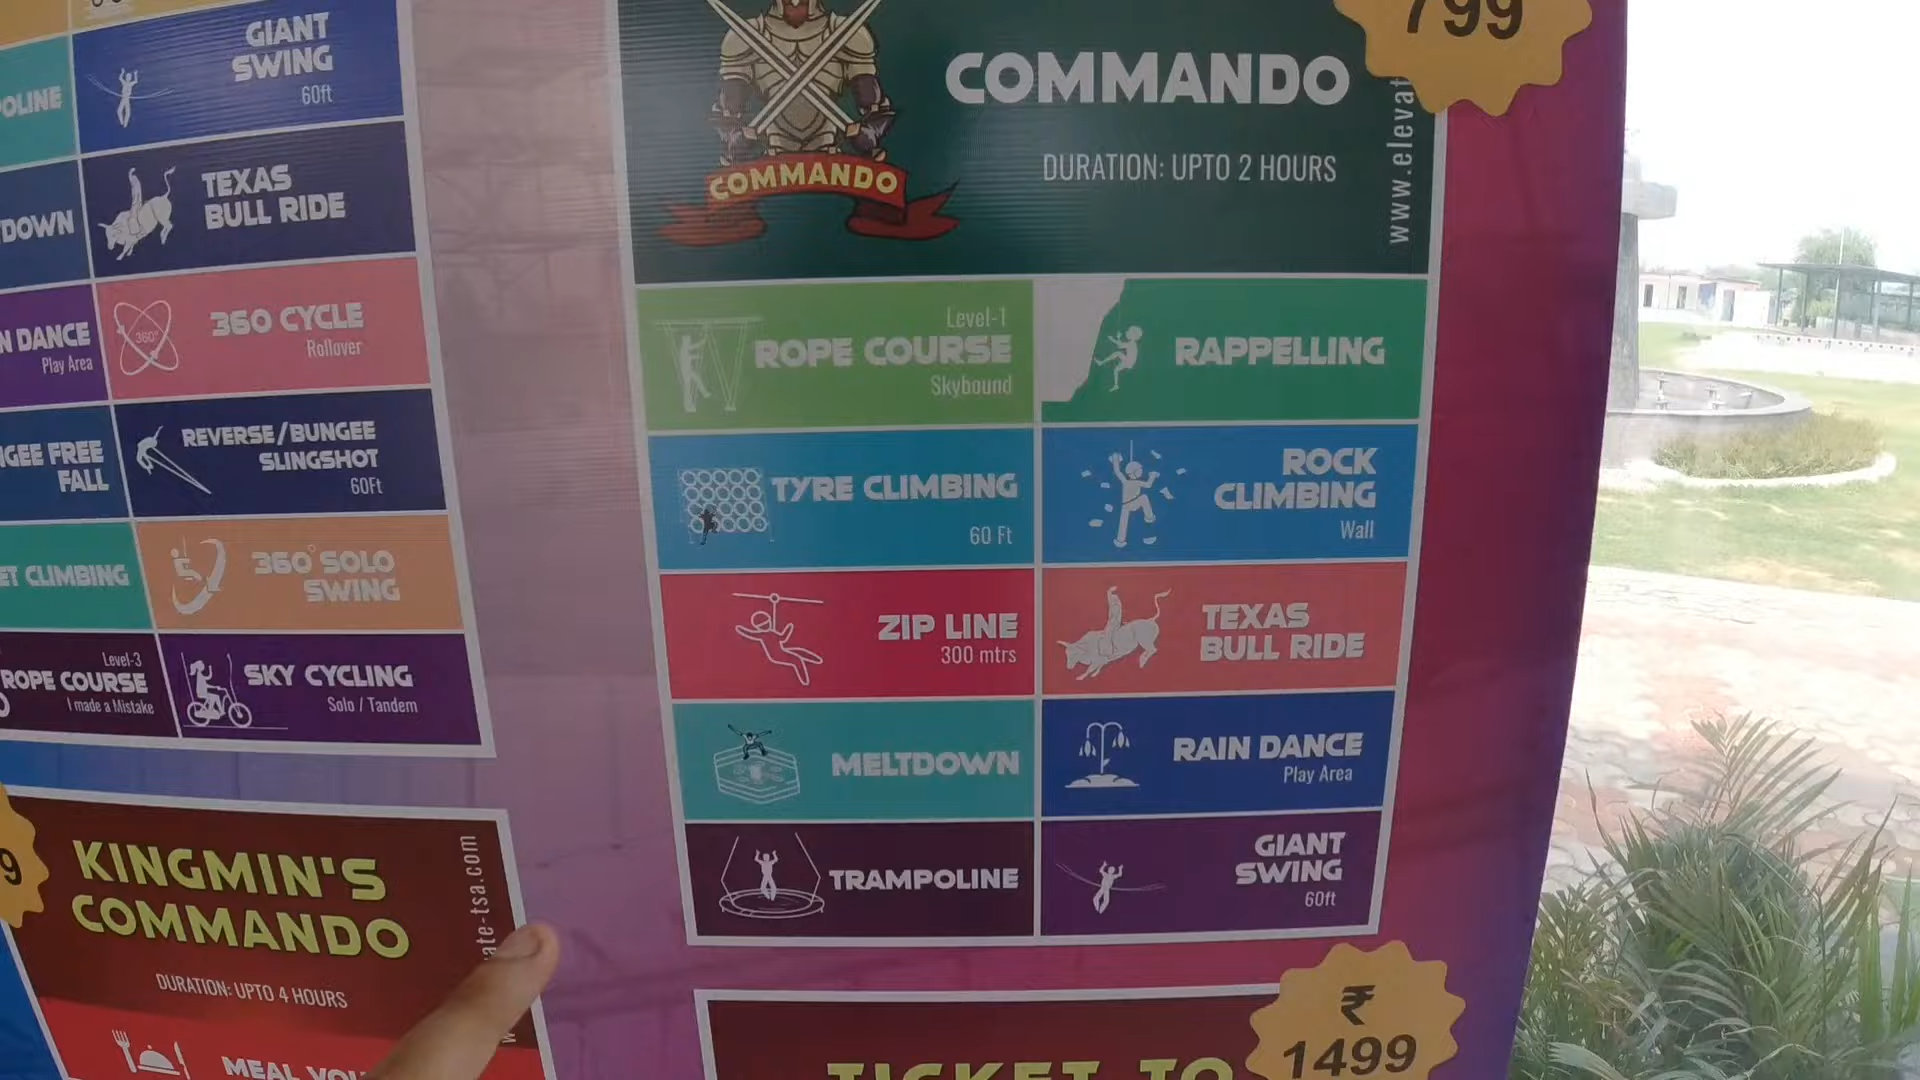 GIANT
SWING
60ft
TEXAS
BULL RIDE
DOWN
360°
360 CYCLE
Rollover
DANCE
Play Area
REVERSE/BUNGEE
SLINGSHOT
60Ft
FREE
FALL
CLIMBING
360° SOLO
SWING
Level-3
ROPE COURSE
I made a Mistake
SKY CYCLING
Solo / Tandem
KINGMIN'S
COMMANDO
DURATION: UPTO 4 HOURS
MEAL
799
COMMANDO
COMMANDO
DURATION: UPTO 2 HOURS
Level-1
ROPE COURSE
Skybound
RAPPELLING
TYRE CLIMBING
60 Ft
ROCK
CLIMBING
Wall
ZIP LINE
300 mtrs
TEXAS
BULL RIDE
MELTDOWN
RAIN DANCE
Play Area
TRAMPOLINE
GIANT
SWING
60ft
₹
1499
TICKET TO